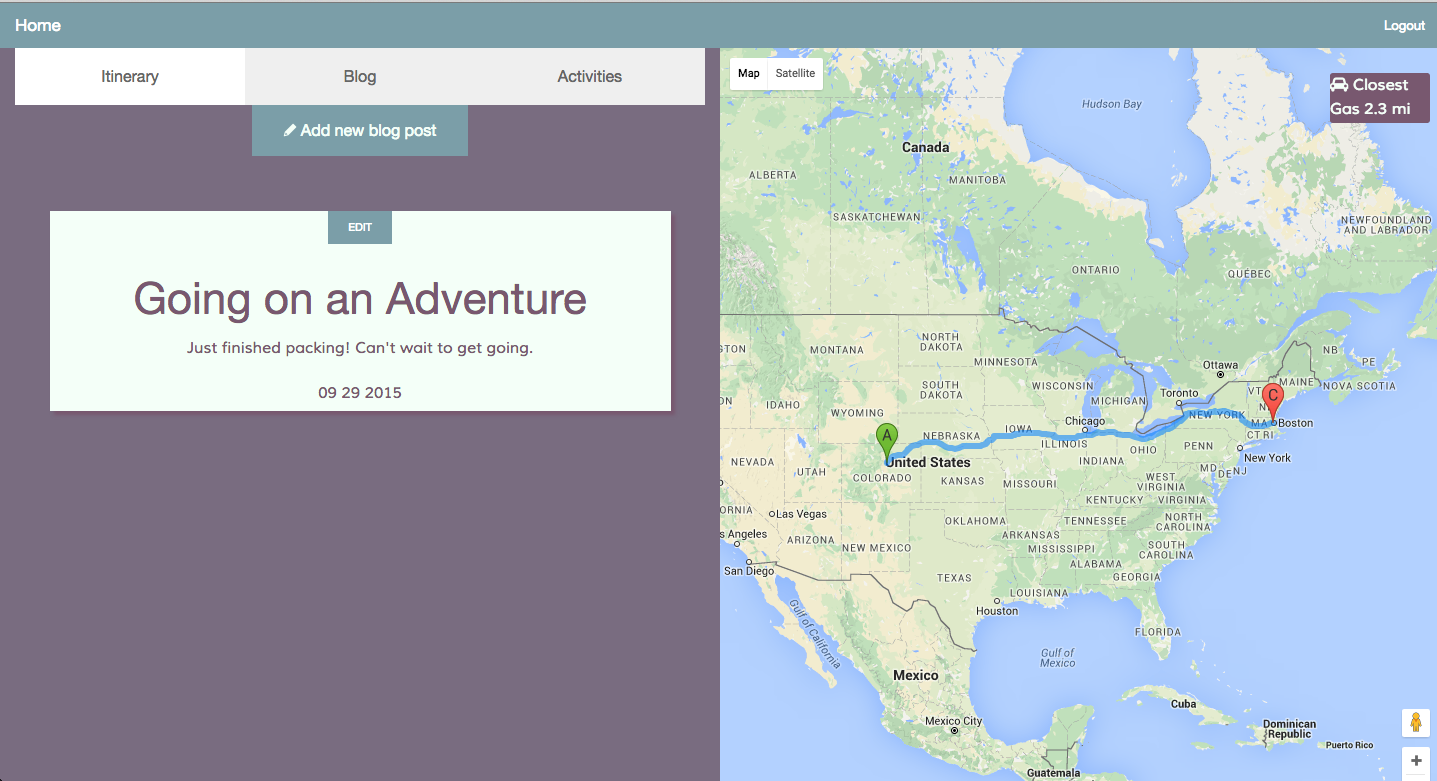 Home
Logout
Itinerary
Blog
Activities
Add new blog post
EDIT
Going on an Adventure
Just finished packing! Can't wait to get going.
09 29 2015
Map
Satellite
Closest
Gas 2.3 mi
Hudson Bay
Canada
ALBERTA
MANITOBA
SASKATCHEWAN
NEWFOUNDLAND
AND LABRADOR
ONTARIO
QUÉBEC
NORTH
DAKOTA
MONTANA
MINNESOTA
Ottawa
NB
PE
SOUTH
DAKOTA
WISCONSIN
MICHIGAN
Toronto
VT
MAINE
NOVA SCOTIA
IDAHO
WYOMING
C
NEW YORK
MA
Boston
CT
RI
Chicago
IOWA
NEBRASKA
ILLINOIS
A
OHIO
PENN
New York
NEVADA
UTAH
United States
COLORADO
KANSAS
MISSOURI
INDIANA
MD
DE
NJ
WEST
VIRGINIA
KENTUCKY
VIRGINIA
Las Vegas
OKLAHOMA
TENNESSEE
NORTH
CAROLINA
s Angeles
ARIZONA
NEW MEXICO
ARKANSAS
MISSISSIPPI
SOUTH
CAROLINA
San Diego
TEXAS
ALABAMA
GEORGIA
LOUISIANA
Houston
Gulf of California
FLORIDA
Gulf of
Mexico
Mexico
Cuba
Mexico City
Dominican
Republic
Puerto Rico
Guatemala
+